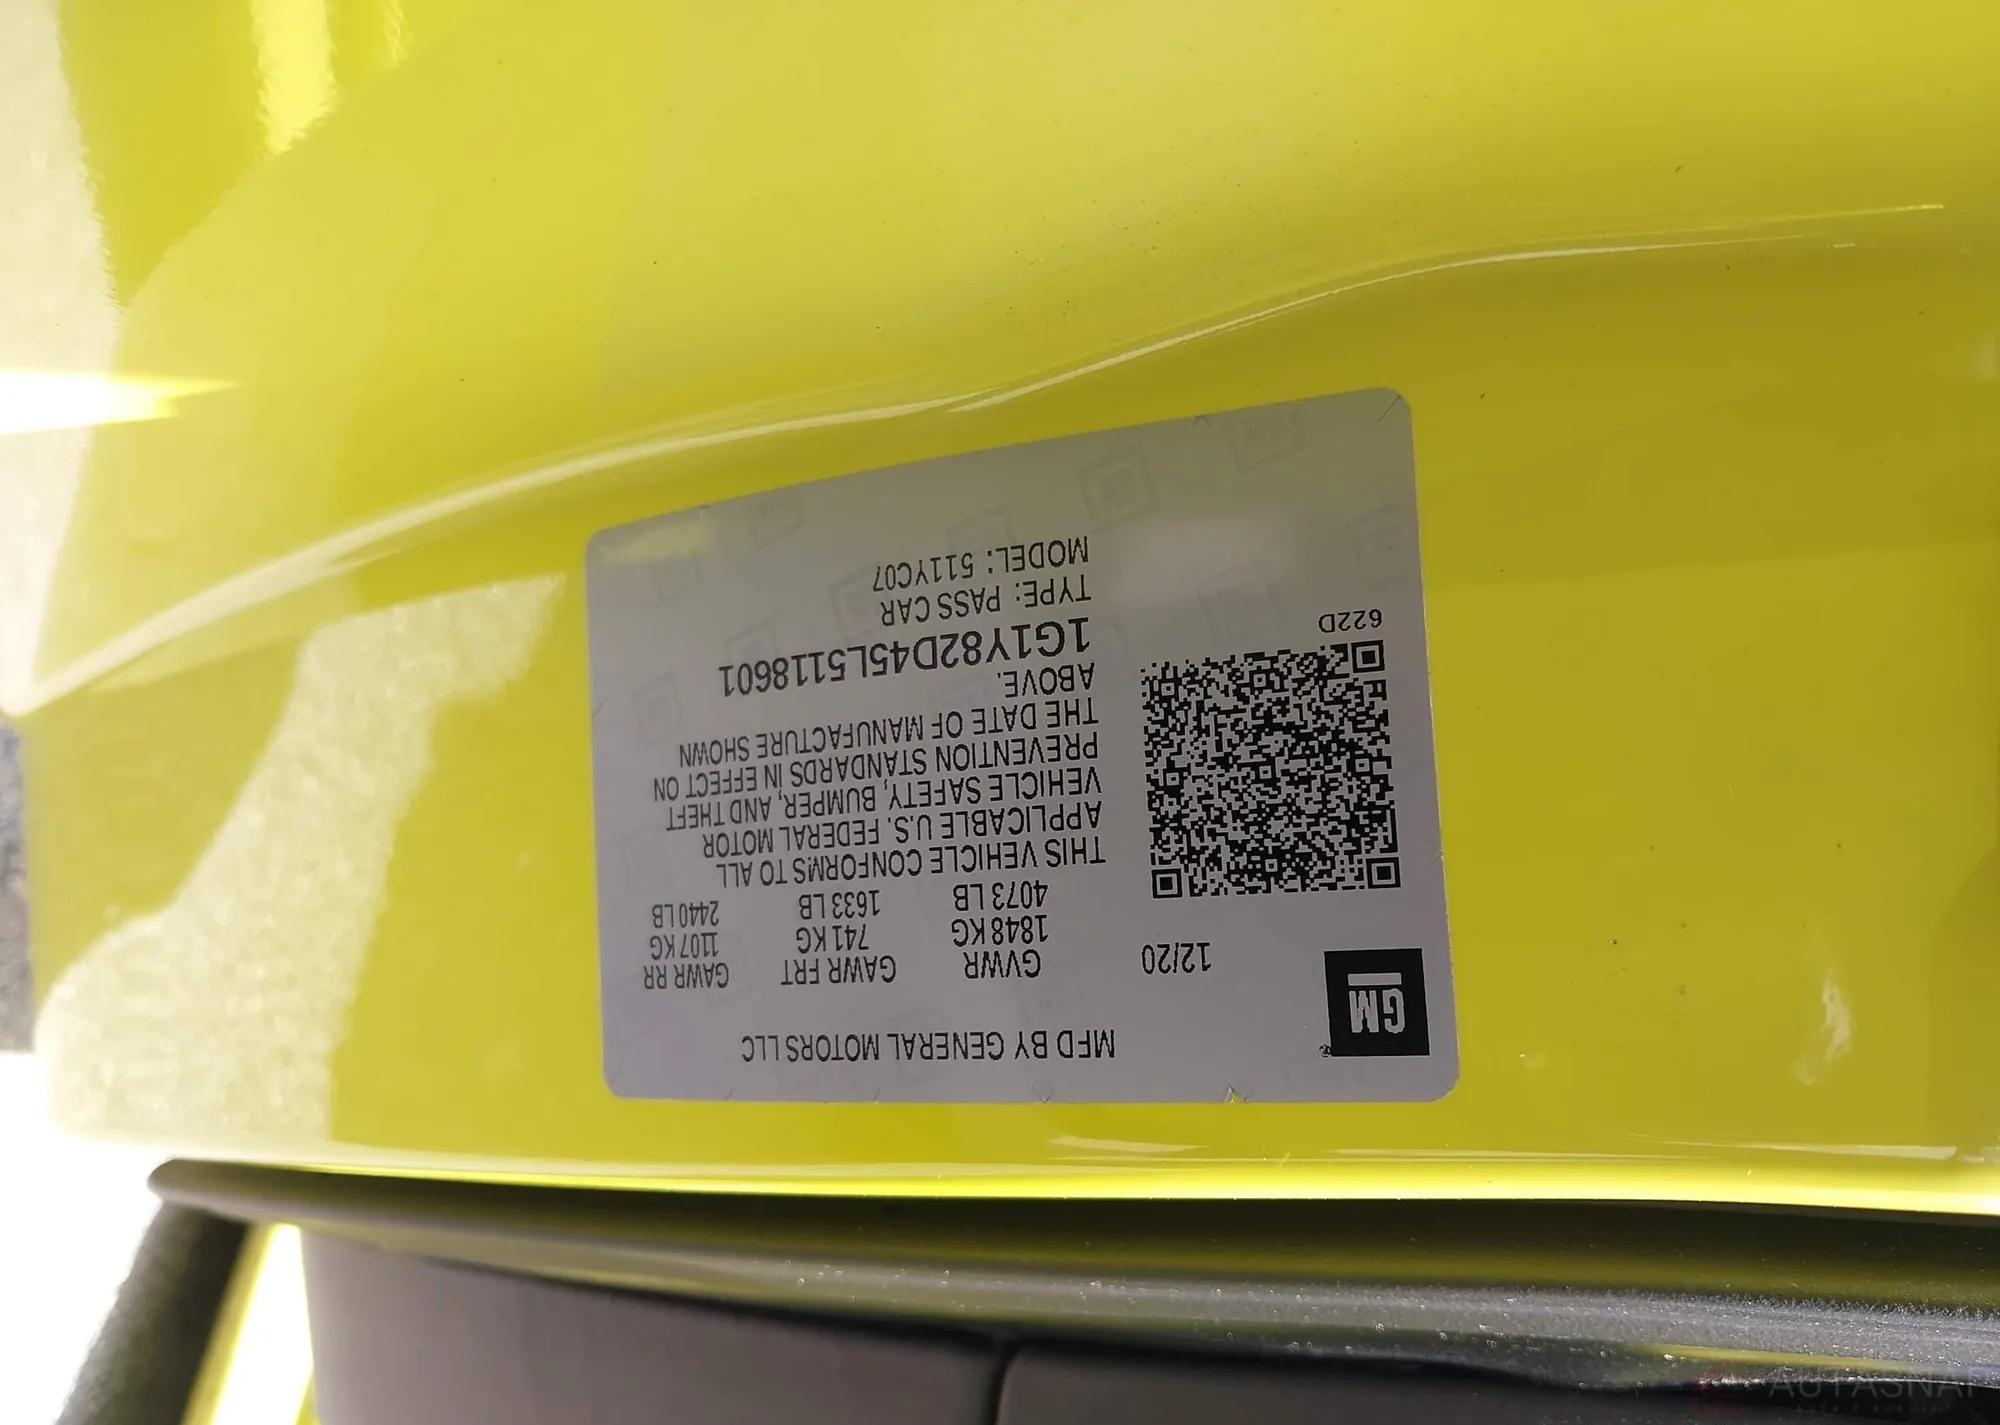 GM
®
MFD BY GENERAL MOTORS LLC
12/20
GVWR GAWR FRT GAWR RR
1848 KG 741 KG 1107 KG
4073 LB 1633 LB 2440 LB
THIS VEHICLE CONFORMS TO ALL
APPLICABLE U.S. FEDERAL MOTOR
VEHICLE SAFETY, BUMPER, AND THEFT
PREVENTION STANDARDS IN EFFECT ON
THE DATE OF MANUFACTURE SHOWN
ABOVE.
1G1Y82D45L5118601
TYPE: PASS CAR
MODEL: 511YC07
622D
AUTASNAP